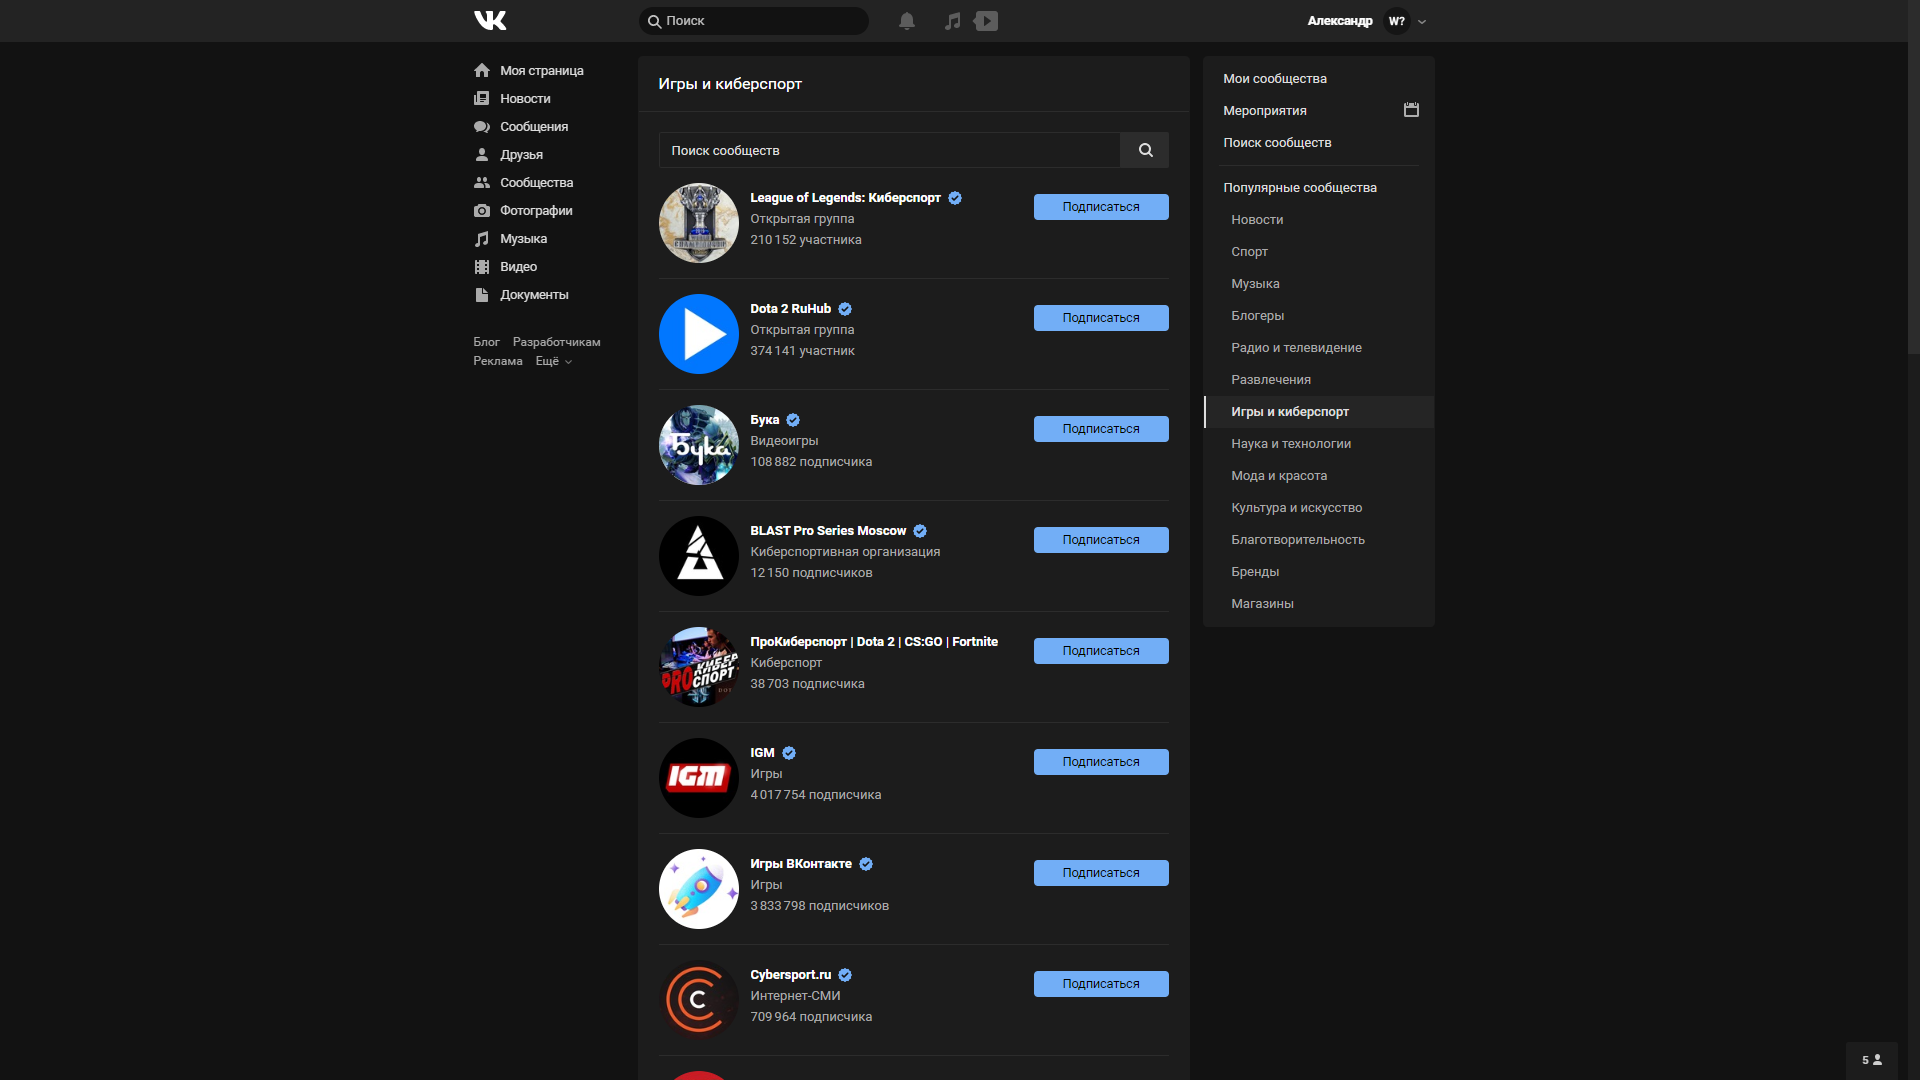 Поиск
Александр
W?
Моя страница
Новости
Сообщения
Друзья
Сообщества
Фотографии
Музыка
Видео
Документы
Блог Разработчикам
Реклама Ещё
Игры и киберспорт
Поиск сообществ
League of Legends: Киберспорт
Открытая группа
210 152 участника
Подписаться
Dota 2 RuHub
Открытая группа
374 141 участник
Подписаться
Бука
Бука
Видеоигры
108 882 подписчика
Подписаться
BLAST Pro Series Moscow
Киберспортивная организация
12 150 подписчиков
Подписаться
PRO КИБЕР
СПОРТ
ПроКиберспорт | Dota 2 | CS:GO | Fortnite
Киберспорт
38 703 подписчика
Подписаться
IGM
IGM
Игры
4 017 754 подписчика
Подписаться
Игры ВКонтакте
Игры
3 833 798 подписчиков
Подписаться
C
Cybersport.ru
Интернет-СМИ
709 964 подписчика
Подписаться
Мои сообщества
Мероприятия
Поиск сообществ
Популярные сообщества
Новости
Спорт
Музыка
Блогеры
Радио и телевидение
Развлечения
Игры и киберспорт
Наука и технологии
Мода и красота
Культура и искусство
Благотворительность
Бренды
Магазины
5